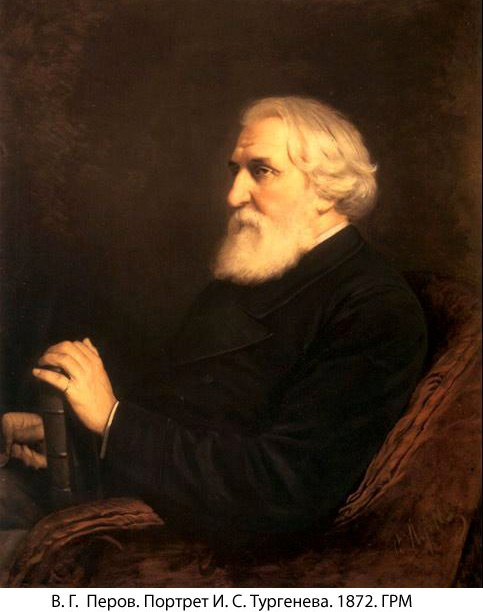 В. Г. Перов. Портрет И. С. Тургенева. 1872. ГРМ